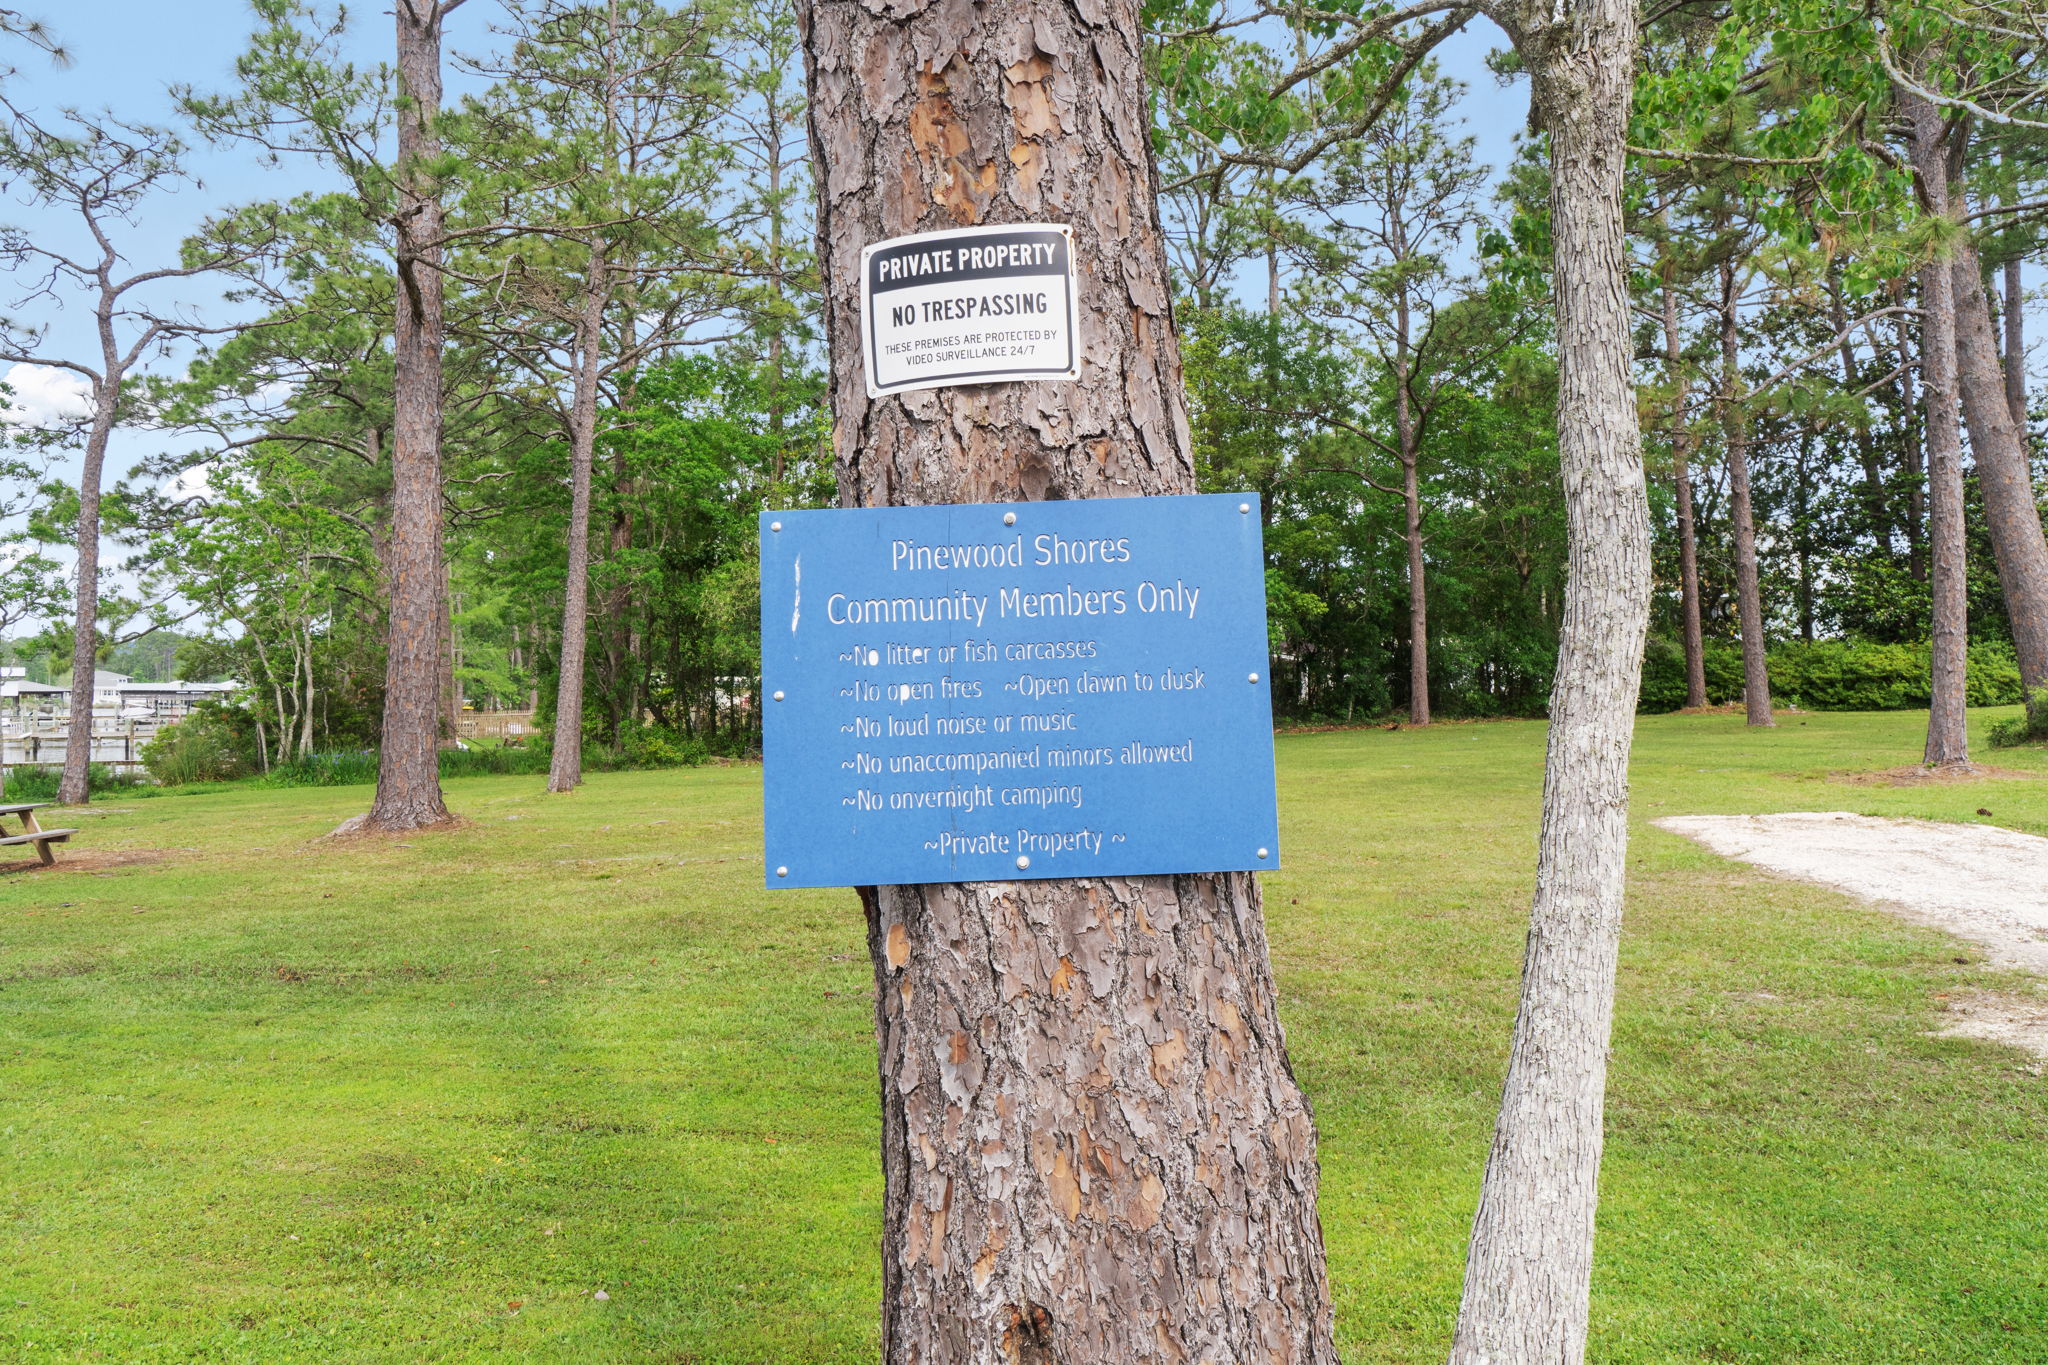 PRIVATE PROPERTY
NO TRESPASSING
THESE PREMISES ARE PROTECTED BY
VIDEO SURVEILLANCE 24/7
Pinewood Shores
Community Members Only
~No litter or fish carcasses
~No open fires ~Open dawn to dusk
~No loud noise or music
~No unaccompanied minors allowed
~No onvernight camping
~Private Property ~